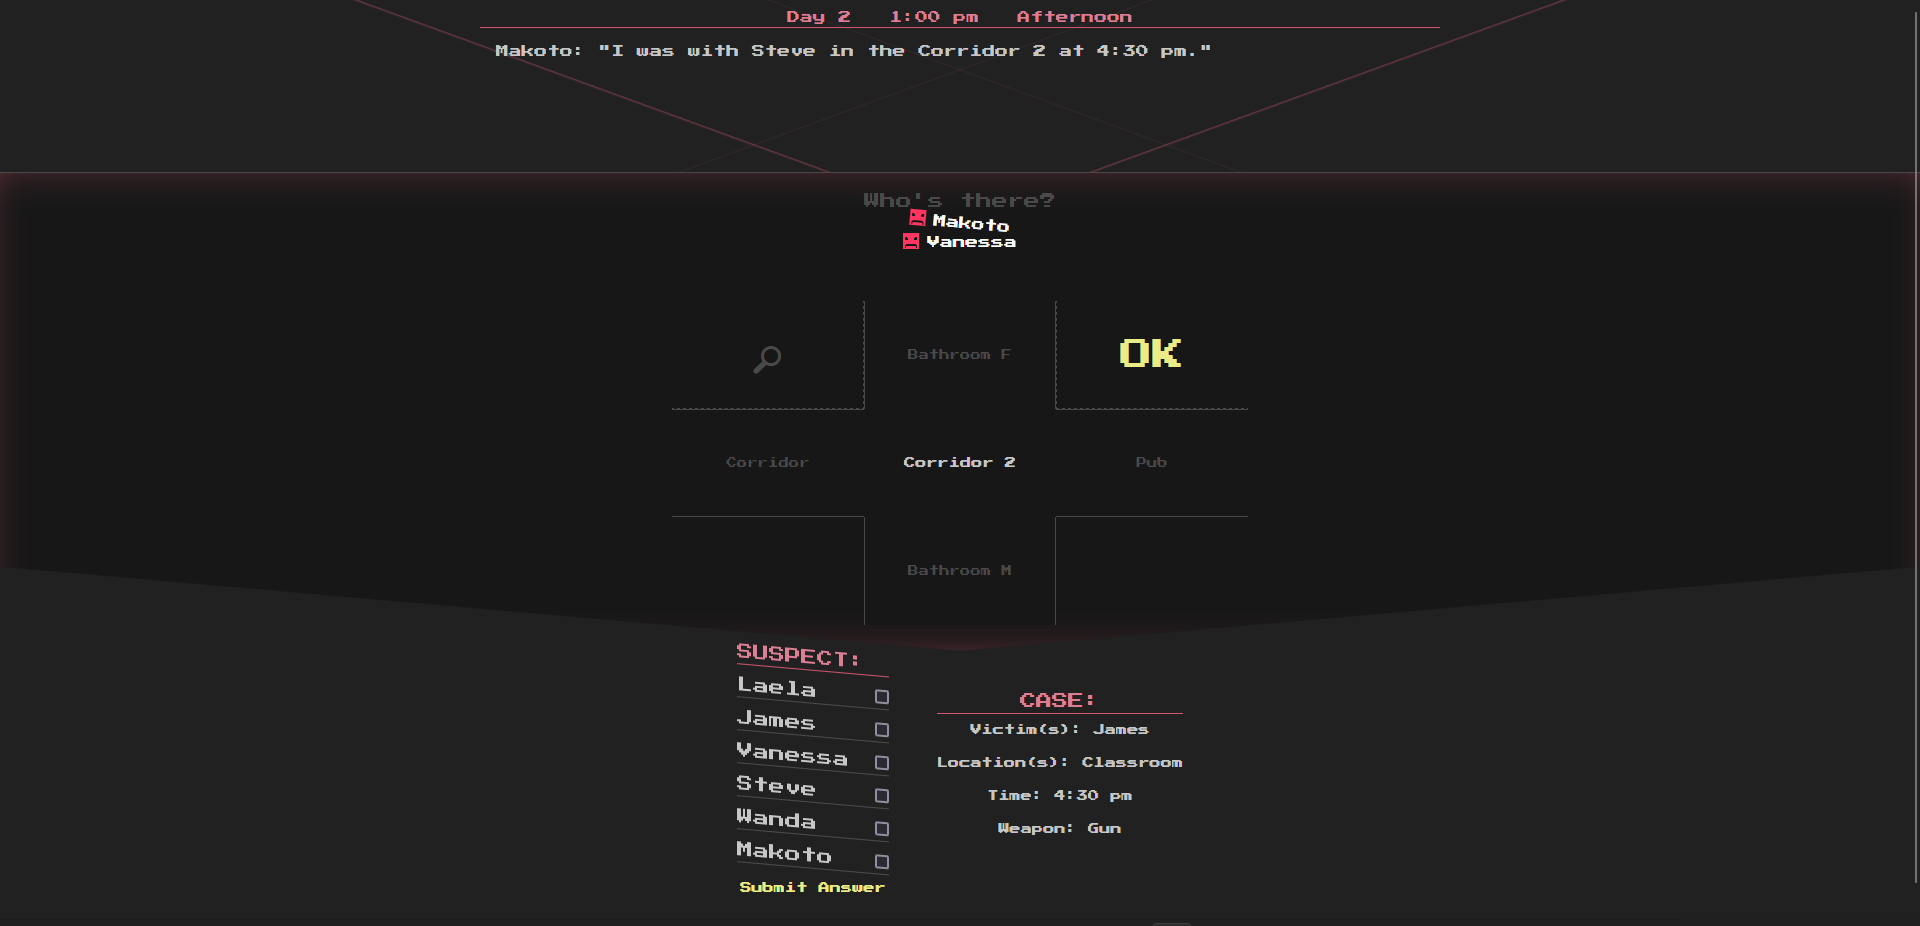 Day 2 1:00 pm Afternoon
Makoto: "I was with Steve in the Corridor 2 at 4:30 pm."
Who's there?
Makoto
Vanessa
Bathroom F
OK
Corridor
Corridor 2
Pub
Bathroom M
SUSPECT:
Laela
James
Vanessa
Steve
Wanda
Makoto
Submit Answer
CASE:
Victim(s): James
Location(s): Classroom
Time: 4:30 pm
Weapon: Gun